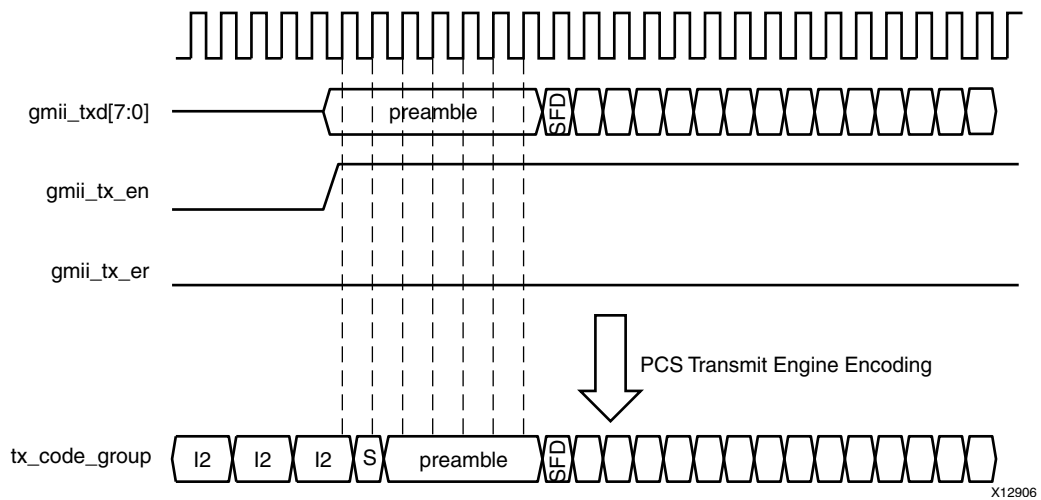 gmii_txd[7:0]
preamble
SFD
gmii_tx_en
gmii_tx_er
PCS Transmit Engine Encoding
tx_code_group
I2
I2
I2
S
preamble
SFD
X12906